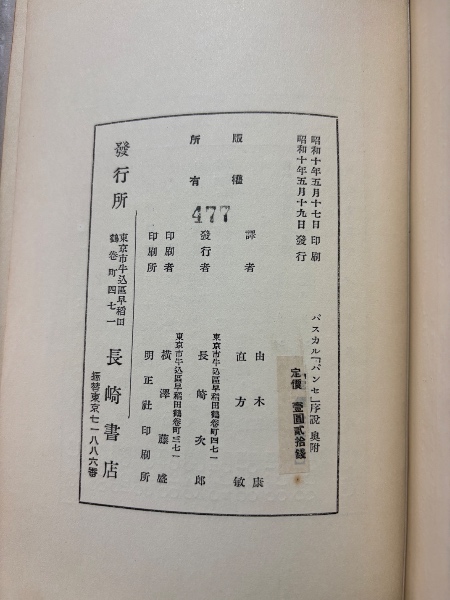 昭和十年五月十七日印刷
昭和十年五月十九日發行
パスカル「パンセ」序説 奥附
定價 壹圓貳拾錢
版權
所有
477
譯者 由木康
直方敏
東京市牛込區早稻田鶴卷町四七一
發行者 長崎次郎
東京市牛込區早稻田鶴卷町三七一
印刷者 横澤藤盛
印刷所 明正社印刷所
發行所
東京市牛込區早稻田
鶴卷町四七一
長崎書店
振替東京七一八八六番